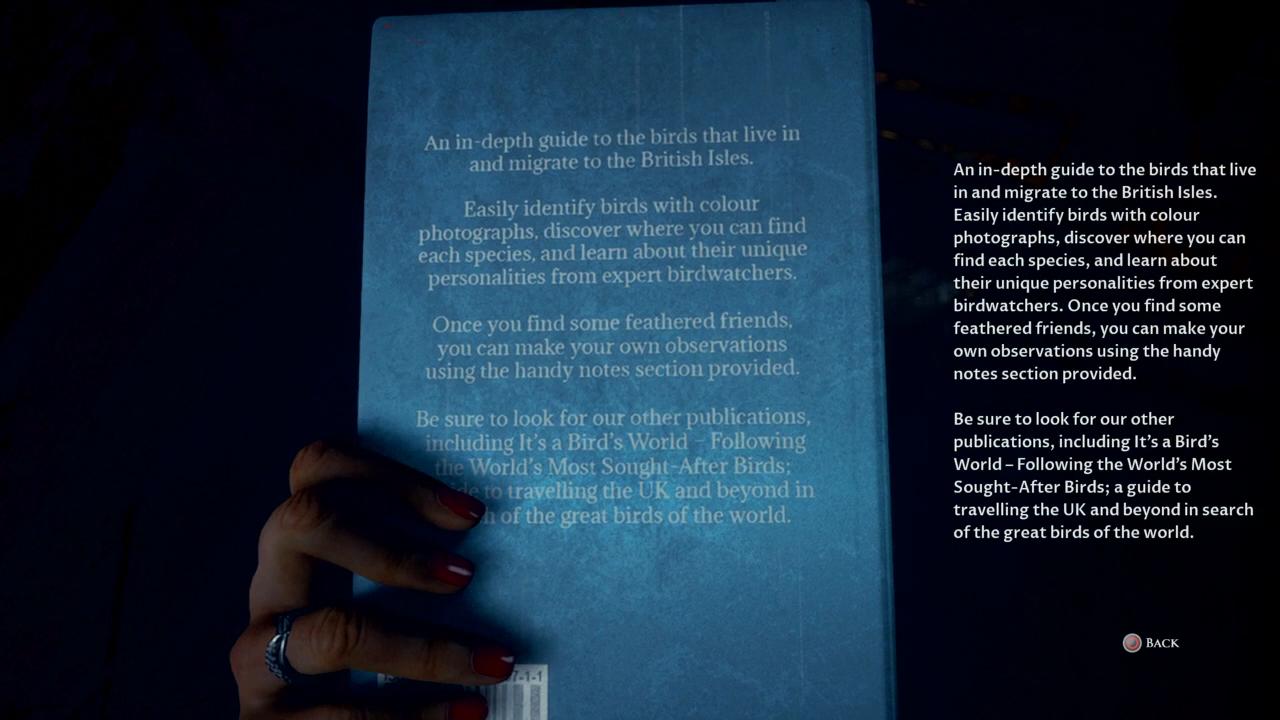 An in-depth guide to the birds that live in
and migrate to the British Isles.
Easily identify birds with colour
photographs, discover where you can find
each species, and learn about their unique
personalities from expert birdwatchers.
Once you find some feathered friends,
you can make your own observations
using the handy notes section provided.
Be sure to look for our other publications,
including It's a Bird's World – Following
the World's Most Sought-After Birds;
to travelling the UK and beyond in
of the great birds of the world.
7-1-1
An in-depth guide to the birds that live
in and migrate to the British Isles.
Easily identify birds with colour
photographs, discover where you can
find each species, and learn about
their unique personalities from expert
birdwatchers. Once you find some
feathered friends, you can make your
own observations using the handy
notes section provided.
Be sure to look for our other
publications, including It's a Bird's
World – Following the World's Most
Sought-After Birds; a guide to
travelling the UK and beyond in search
of the great birds of the world.
BACK